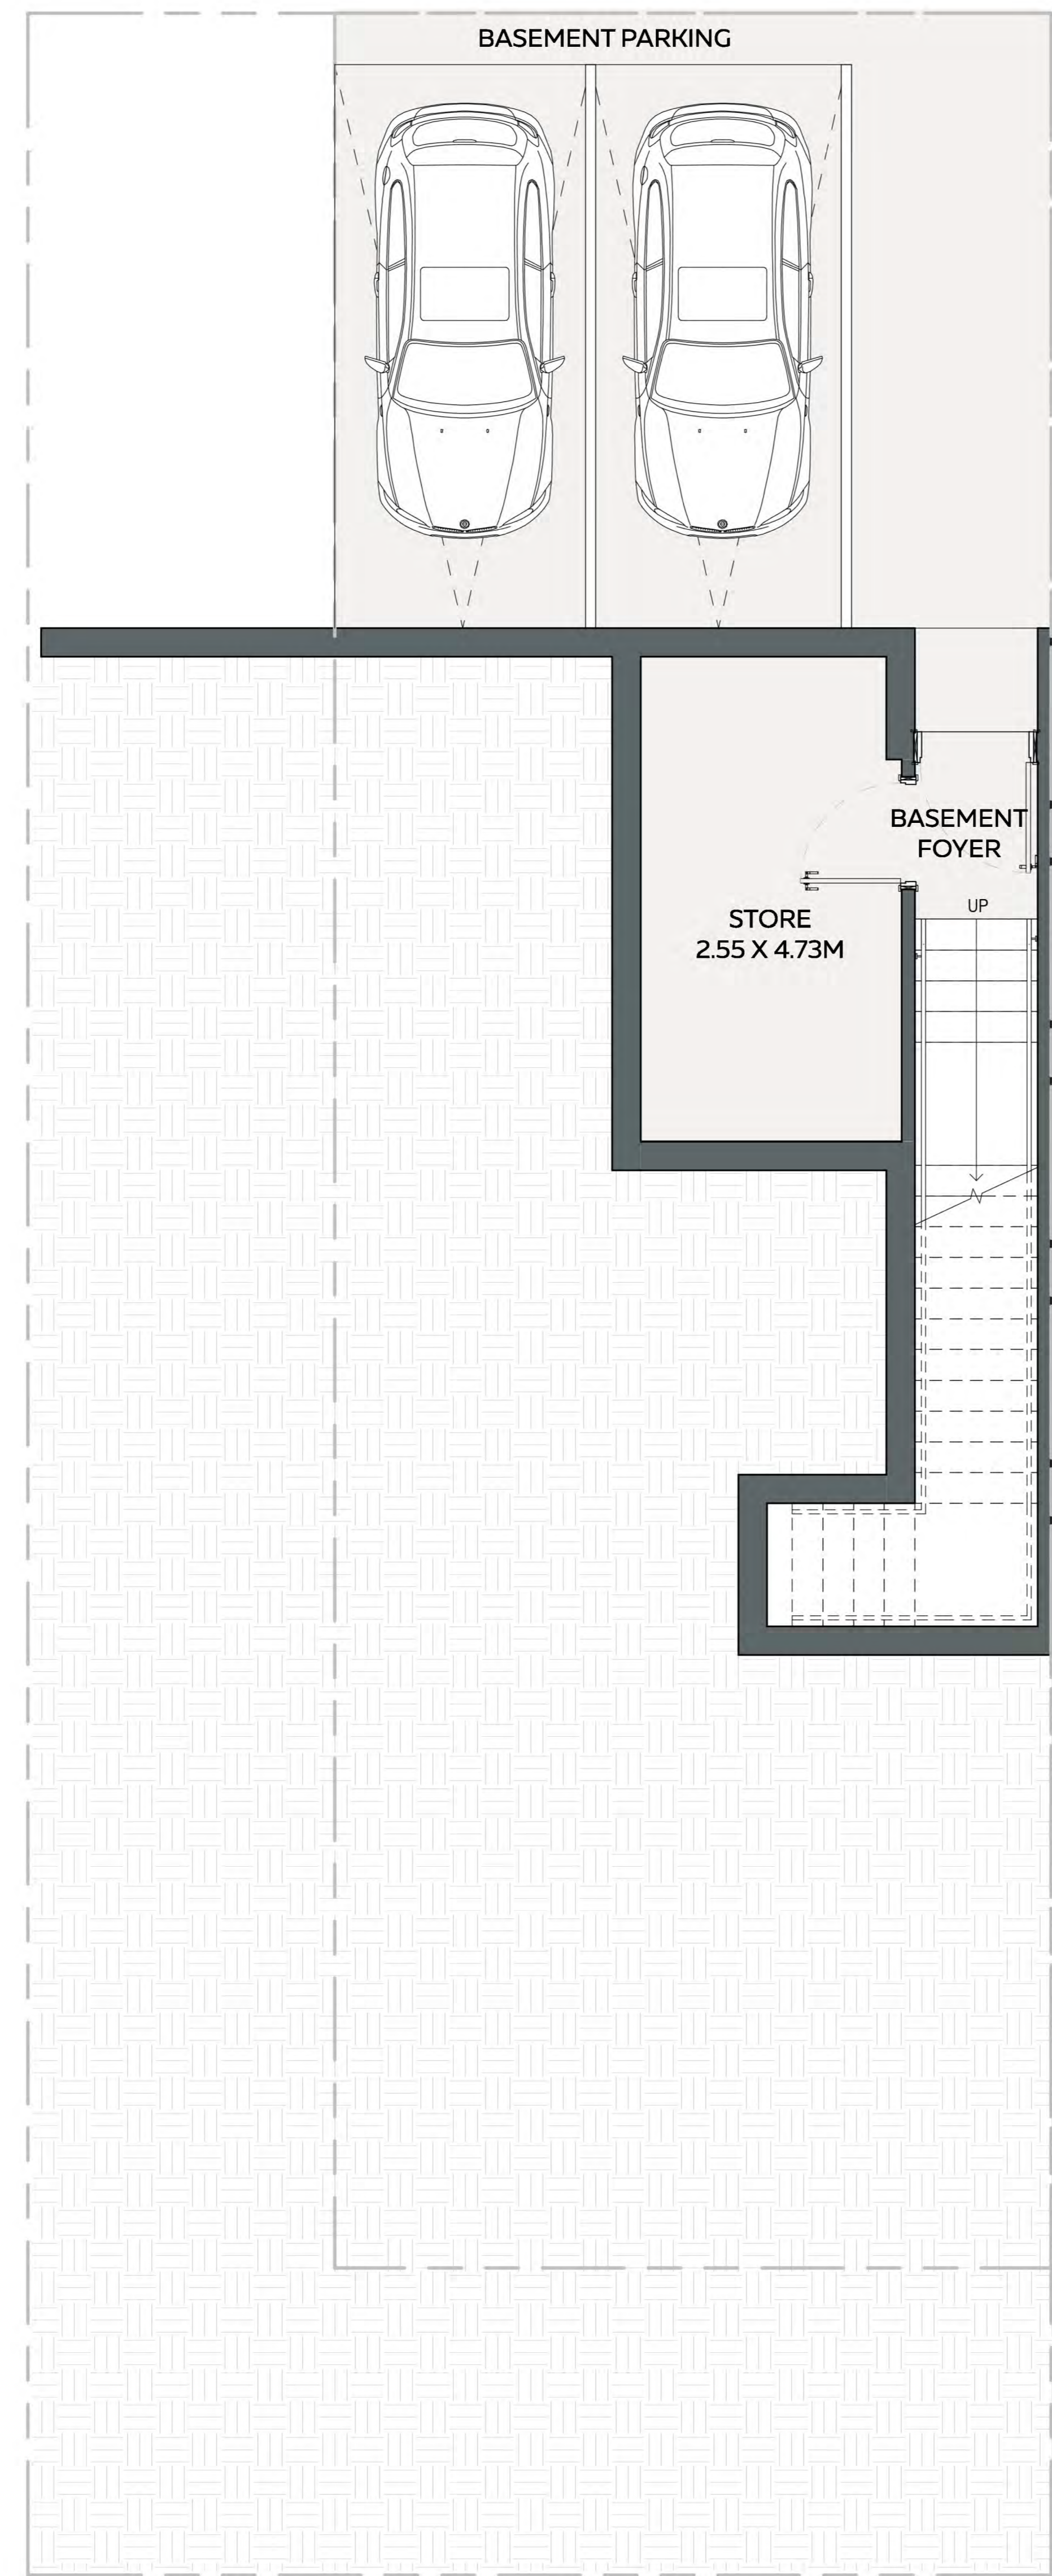 BASEMENT PARKING
BASEMENT
FOYER
UP
STORE
2.55 X 4.73M